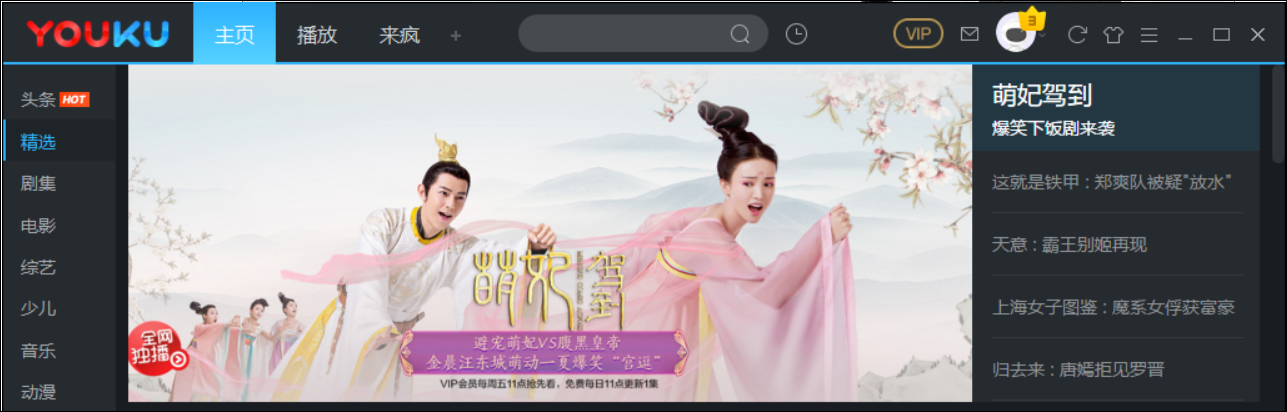 YOUKU
主页
播放
来疯
VIP
3
头条 HOT
精选
剧集
电影
综艺
少儿
音乐
动漫
萌妃驾到
避宠萌妃VS腹黑皇帝
金晨汪东城萌动一夏爆笑“官逗”
VIP会员每周五11点抢先看，免费每日11点更新1集
全网
独播
萌妃驾到
爆笑下饭剧来袭
这就是铁甲 : 郑爽队被疑"放水"
天意 : 霸王别姬再现
上海女子图鉴 : 魔系女俘获富豪
归去来 : 唐嫣拒见罗晋